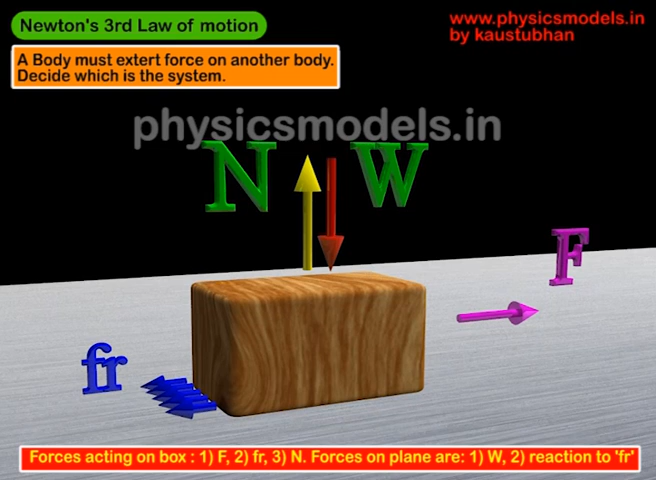 Newton's 3rd Law of motion
www.physicsmodels.in
by kaustubhan
A Body must extert force on another body.
Decide which is the system.
physicsmodels.in
N W
F
fr
Forces acting on box : 1) F, 2) fr, 3) N. Forces on plane are: 1) W, 2) reaction to 'fr'